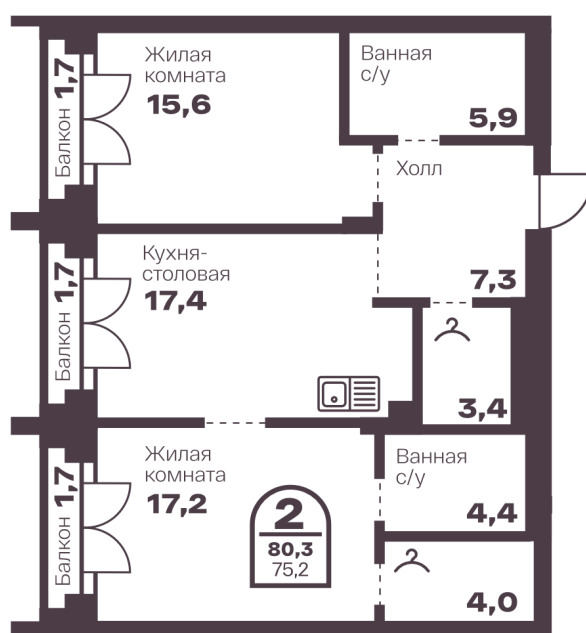 Жилая
комната
15,6
Балкон 1,7
Ванная
с/у
5,9
Холл
7,3
Кухня-
столовая
17,4
Балкон 1,7
3,4
Жилая
комната
17,2
Балкон 1,7
2
80,3
75,2
Ванная
с/у
4,4
4,0